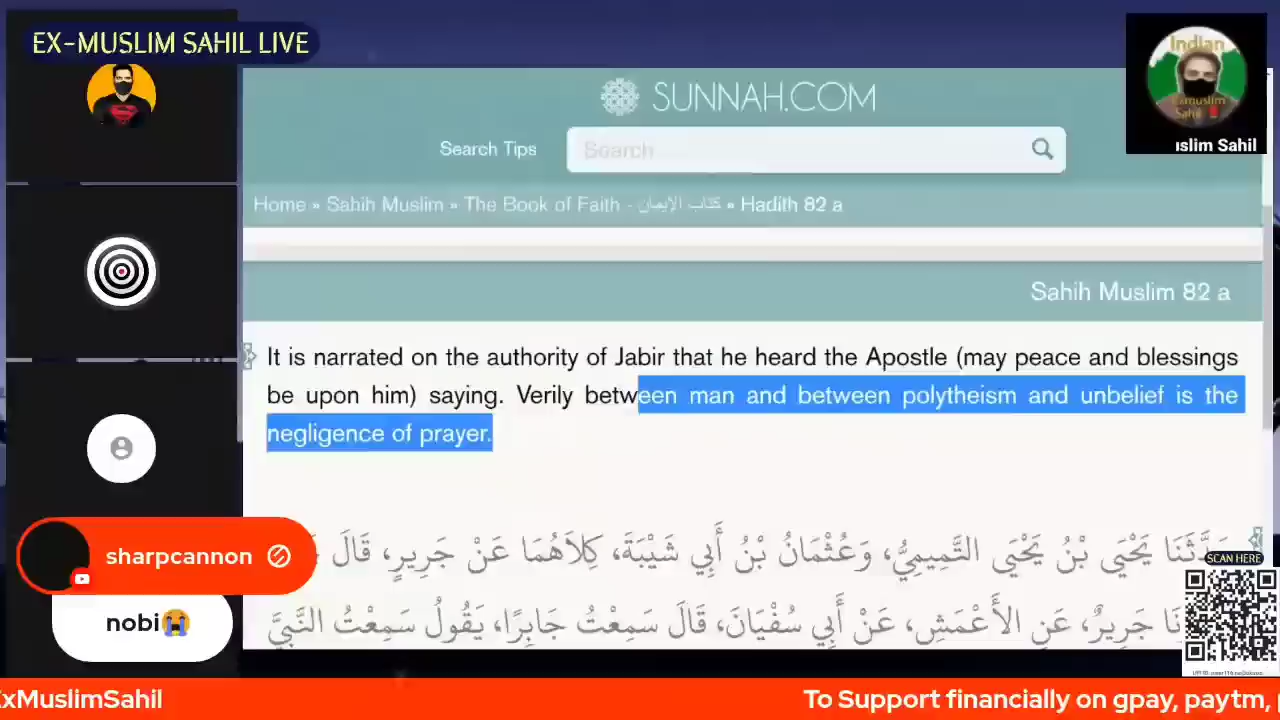 EX-MUSLIM SAHIL LIVE
Indian
Exmuslim
Sahil
ıslim Sahil
SUNNAH.COM
Search Tips
Search
Home » Sahih Muslim » The Book of Faith - كتاب الإيمان » Hadith 82 a
Sahih Muslim 82 a
It is narrated on the authority of Jabir that he heard the Apostle (may peace and blessings
be upon him) saying. Verily between man and between polytheism and unbelief is the
negligence of prayer.
يَحْيَى بْنُ يَحْيَى التَّمِيمِيُّ، وَعُثْمَانُ بْنُ أَبِي شَيْبَةَ، كِلاَهُمَا عَنْ جَرِيرٍ، قَالَ
جَرِيرٌ، عَنِ الأَعْمَشِ، عَنْ أَبِي سُفْيَانَ، قَالَ سَمِعْتُ جَابِرًا، يَقُولُ سَمِعْتُ النَّبِيَّ
sharpcannon
nobi😭
SCAN HERE
ExMuslimSahil
To Support financially on gpay, paytm,